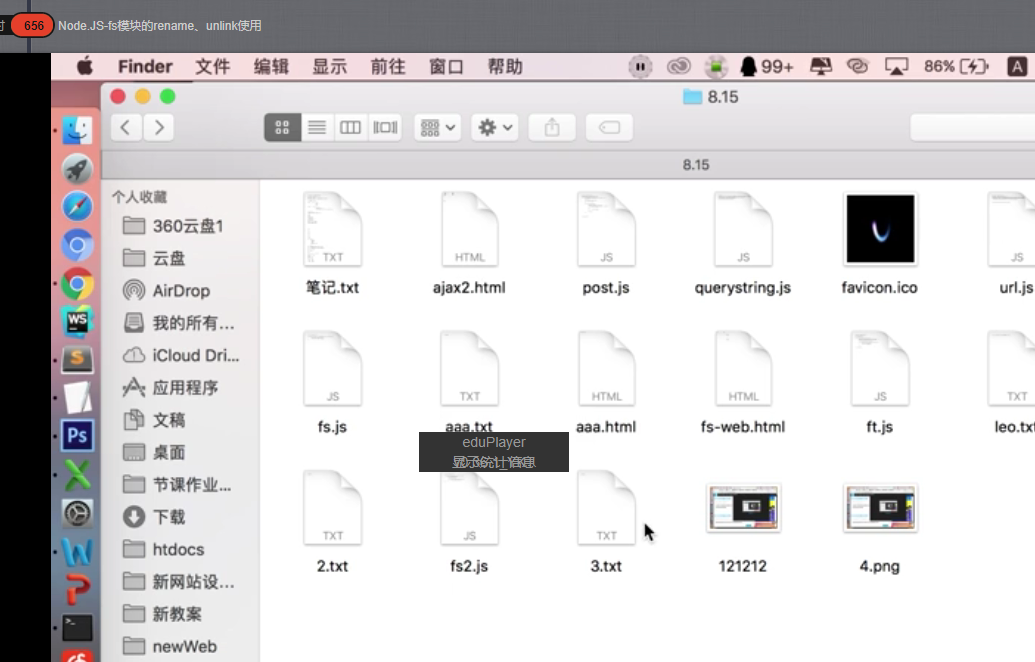 656 Node.JS-fs模块的rename、unlink使用
Finder 文件 编辑 显示 前往 窗口 帮助 99+ 86% A
8.15
8.15
个人收藏
360云盘1
云盘
AirDrop
我的所有…
iCloud Dri...
应用程序
文稿
桌面
节课作业…
下载
htdocs
新网站设…
新教案
newWeb
WS
S
Ps
TXT HTML JS JS JS
笔记.txt ajax2.html post.js querystring.js favicon.ico url.js
JS TXT HTML HTML JS TXT
fs.js aaa.txt aaa.html fs-web.html ft.js leo.txt
eduPlayer
显示统计信息
TXT JS TXT
2.txt fs2.js 3.txt 121212 4.png